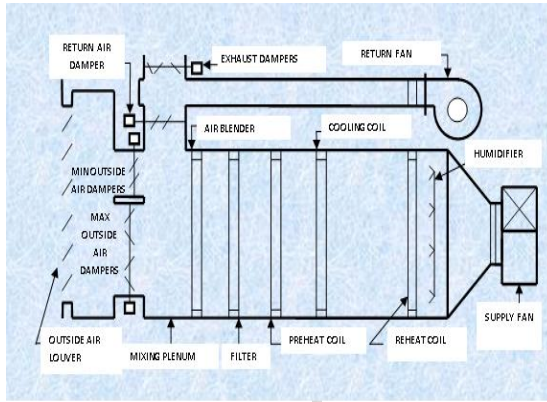 RETURN AIR
DAMPER
EXHAUST DAMPERS
RETURN FAN
AIR BLENDER
COOLING COIL
HUMIDIFIER
MIN OUTSIDE
AIR DAMPERS
MAX
OUTSIDE
AIR
DAMPERS
OUTSIDE AIR
LOUVER
MIXING PLENUM
FILTER
PREHEAT COIL
REHEAT COIL
SUPPLY FAN